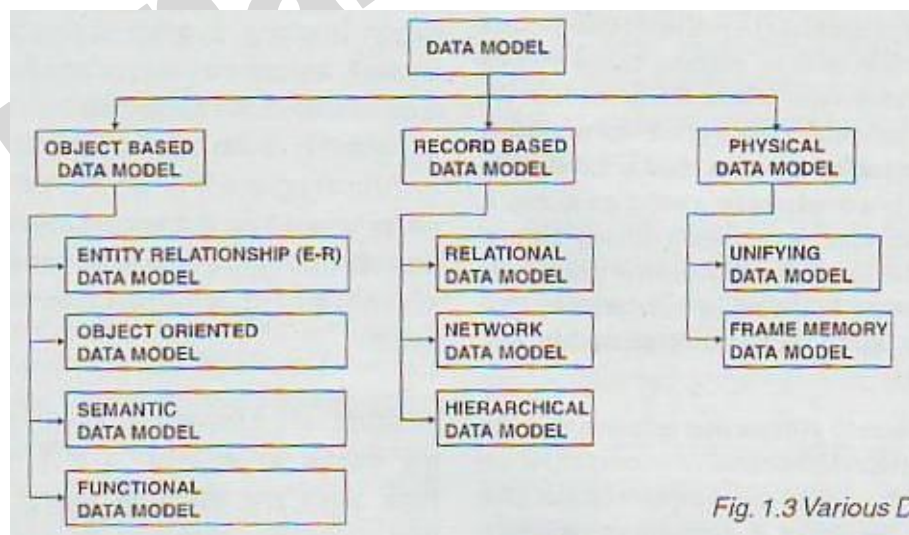 DATA MODEL
OBJECT BASED
DATA MODEL
RECORD BASED
DATA MODEL
PHYSICAL
DATA MODEL
ENTITY RELATIONSHIP (E-R)
DATA MODEL
OBJECT ORIENTED
DATA MODEL
SEMANTIC
DATA MODEL
FUNCTIONAL
DATA MODEL
RELATIONAL
DATA MODEL
NETWORK
DATA MODEL
HIERARCHICAL
DATA MODEL
UNIFYING
DATA MODEL
FRAME MEMORY
DATA MODEL
Fig. 1.3 Various D